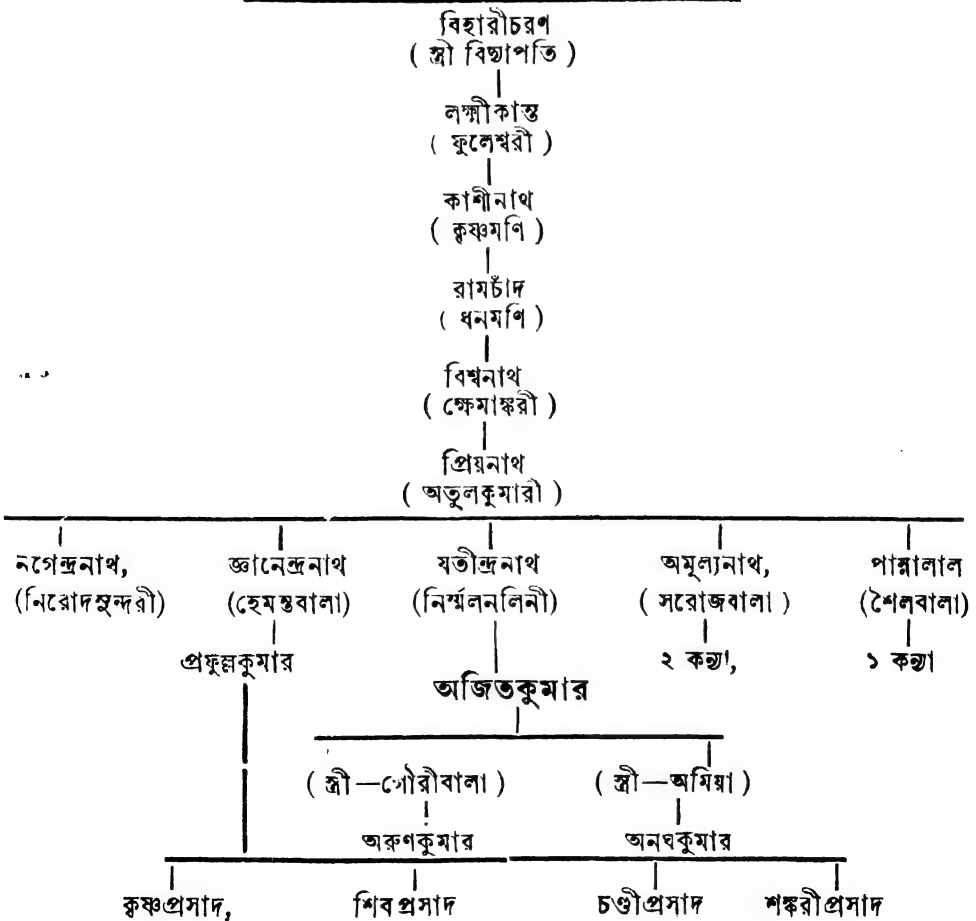 বিহারীচরণ
( স্ত্রী বিদ্যাপতি )
লক্ষ্মীকান্ত
( ফুলেশ্বরী )
কাশীনাথ
( কৃষ্ণমণি )
রামচাঁদ
( ধনমণি )
বিশ্বনাথ
( ক্ষেমাঙ্করী )
প্রিয়নাথ
( অতুলকুমারী )
নগেন্দ্রনাথ, জ্ঞানেন্দ্রনাথ যতীন্দ্রনাথ অমূল্যনাথ, পান্নালাল
(নিরোদসুন্দরী) (হেমন্তবালা) (নির্ম্মলনলিনী) ( সরোজবালা ) (শৈলবালা)
প্রফুল্লকুমার ২ কন্যা, ১ কন্যা
অজিতকুমার
( স্ত্রী—গৌরীবালা ) ( স্ত্রী—অমিয়া )
অরুণকুমার অনঘকুমার
কৃষ্ণপ্রসাদ, শিবপ্রসাদ চণ্ডীপ্রসাদ শঙ্করীপ্রসাদ